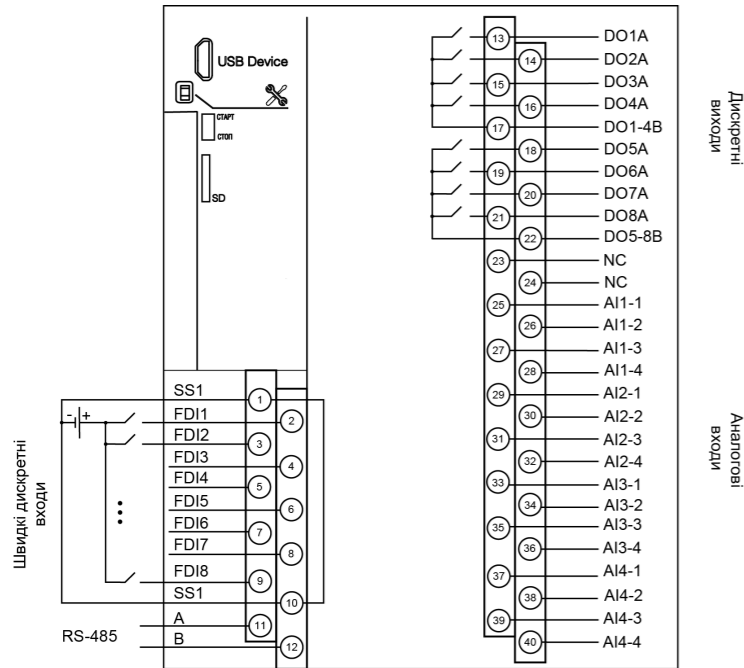 USB Device
СТАРТ
СТОП
SD
13 DO1A
14 DO2A
15 DO3A
16 DO4A
17 DO1-4B
18 DO5A
19 DO6A
20 DO7A
21 DO8A
22 DO5-8B
23 NC
24 NC
25 AI1-1
26 AI1-2
27 AI1-3
28 AI1-4
29 AI2-1
30 AI2-2
31 AI2-3
32 AI2-4
33 AI3-1
34 AI3-2
35 AI3-3
36 AI3-4
37 AI4-1
38 AI4-2
39 AI4-3
40 AI4-4
Дискретні
виходи
Аналогові
входи
Швидкі дискретні
входи
- +
SS1 1
FDI1 2
FDI2 3
FDI3 4
FDI4 5
FDI5 6
FDI6 7
FDI7 8
FDI8 9
SS1 10
RS-485
A 11
B 12